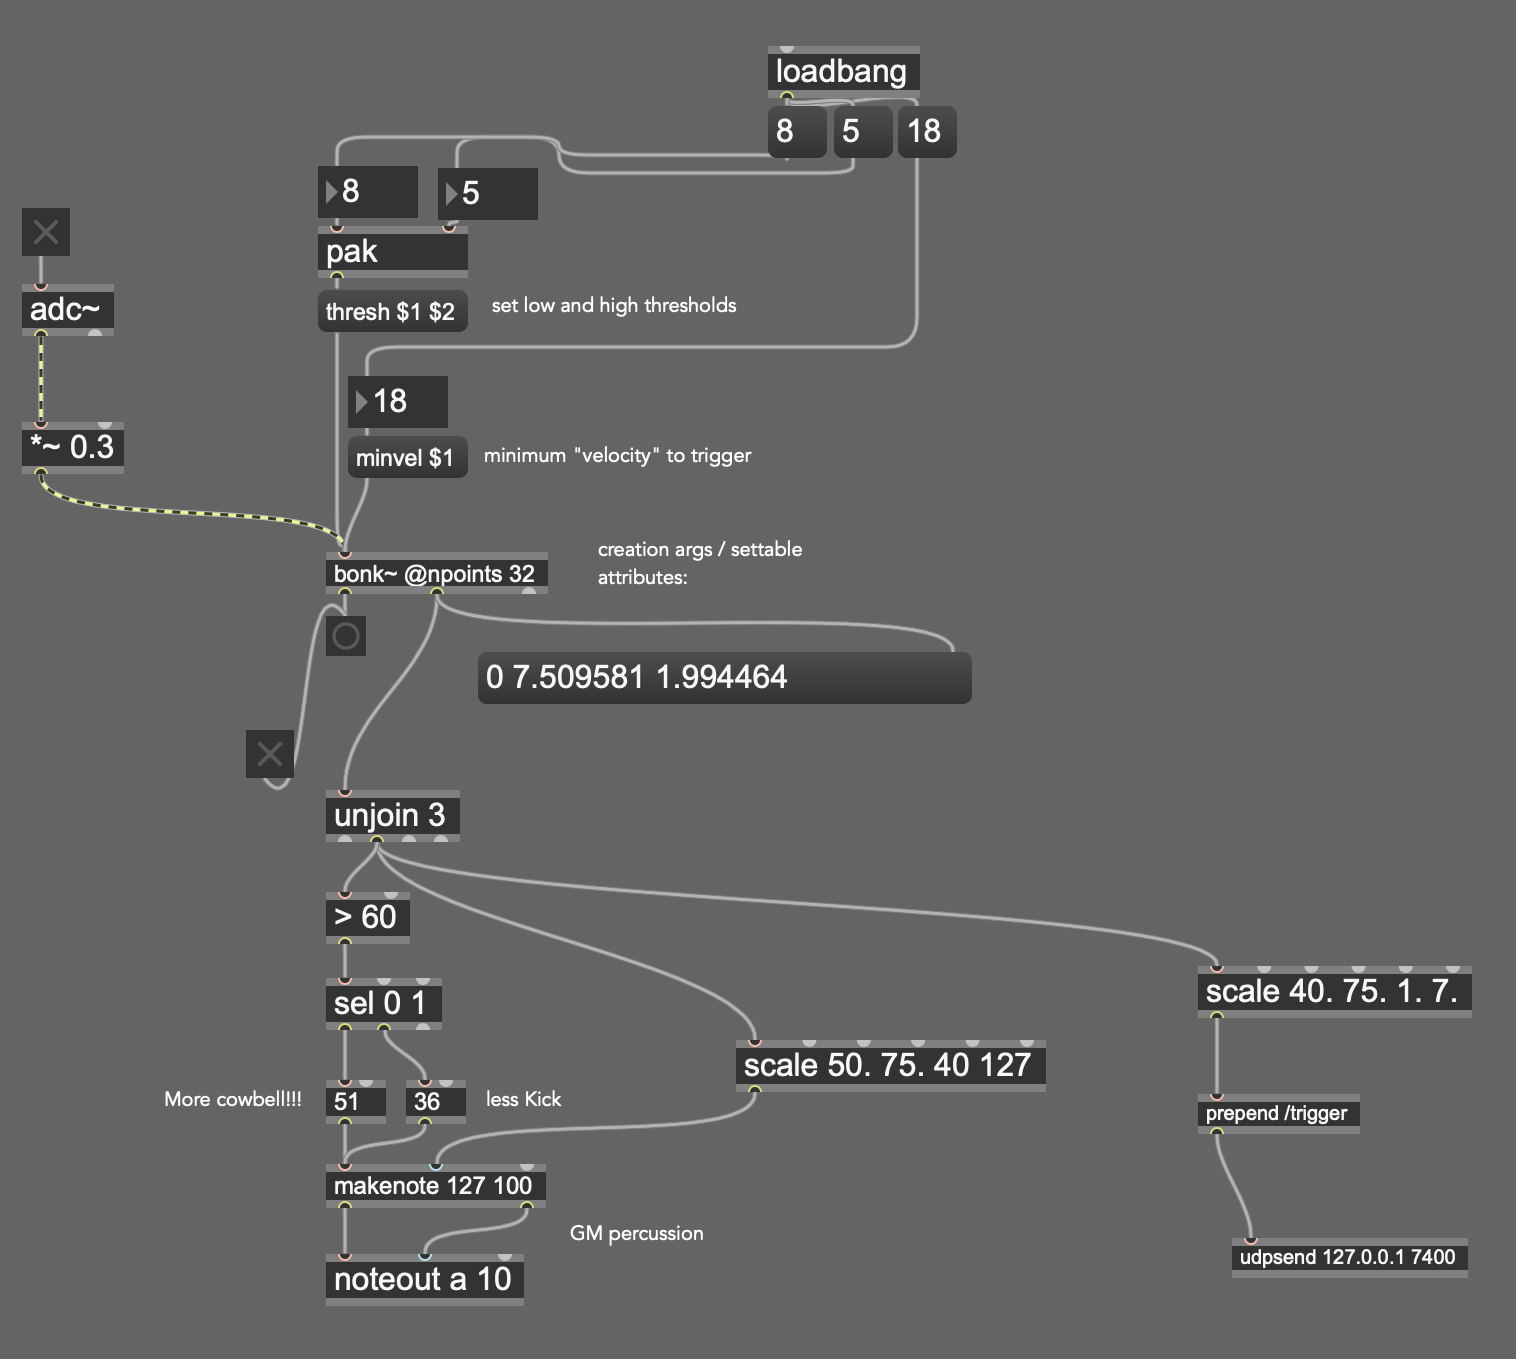 loadbang
8
5
18
8
5
pak
adc~
thresh $1 $2
set low and high thresholds
18
*~ 0.3
minvel $1
minimum "velocity" to trigger
creation args / settable
attributes:
bonk~ @npoints 32
0 7.509581 1.994464
unjoin 3
> 60
sel 0 1
scale 40. 75. 1. 7.
scale 50. 75. 40 127
More cowbell!!!
51
36
less Kick
prepend /trigger
makenote 127 100
GM percussion
udpsend 127.0.0.1 7400
noteout a 10